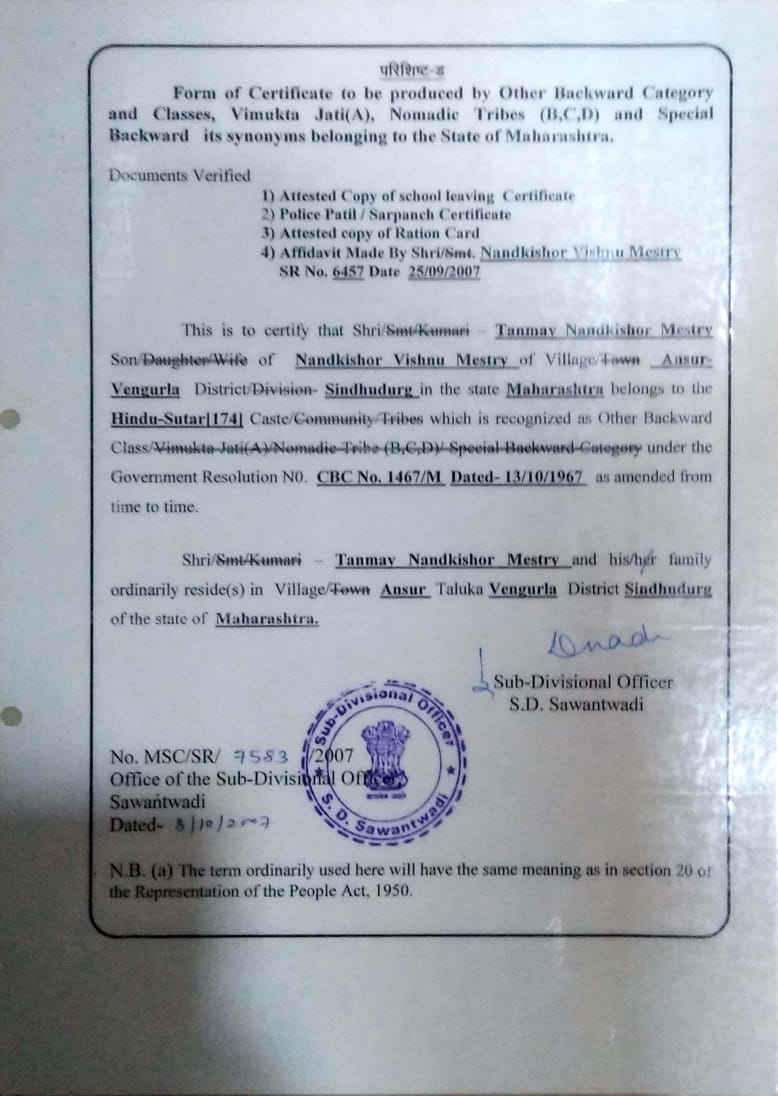 परिशिष्ट-ड
Form of Certificate to be produced by Other Backward Category
and Classes, Vimukta Jati(A), Nomadic Tribes (B,C,D) and Special
Backward its synonyms belonging to the State of Maharashtra.
Documents Verified
1) Attested Copy of school leaving Certificate
2) Police Patil / Sarpanch Certificate
3) Attested copy of Ration Card
4) Affidavit Made By Shri/Smt. Nandkishor Vishnu Mestry
SR No. 6457 Date 25/09/2007
This is to certify that Shri/Smt/Kumari – Tanmay Nandkishor Mestry
Son/Daughter/Wife of Nandkishor Vishnu Mestry of Village/Town Ansur-
Vengurla District/Division- Sindhudurg in the state Maharashtra belongs to the
Hindu-Sutar[174] Caste/Community/Tribes which is recognized as Other Backward
Class/Vimukta Jati(A)/Nomadic Tribe (B,C,D)/ Special Backward Category under the
Government Resolution N0. CBC No. 1467/M Dated- 13/10/1967 as amended from
time to time.
Shri/Smt/Kumari – Tanmay Nandkishor Mestry and his/her family
ordinarily reside(s) in Village/Town Ansur Taluka Vengurla District Sindhudurg
of the state of Maharashtra.
Sub-Divisional Officer
S.D. Sawantwadi
Sub-Divisional Officer
S. D. Sawantwadi
No. MSC/SR/ 7583 /2007
Office of the Sub-Divisional Officer,
Sawantwadi
Dated- 8/10/2007
N.B. (a) The term ordinarily used here will have the same meaning as in section 20 of
the Representation of the People Act, 1950.